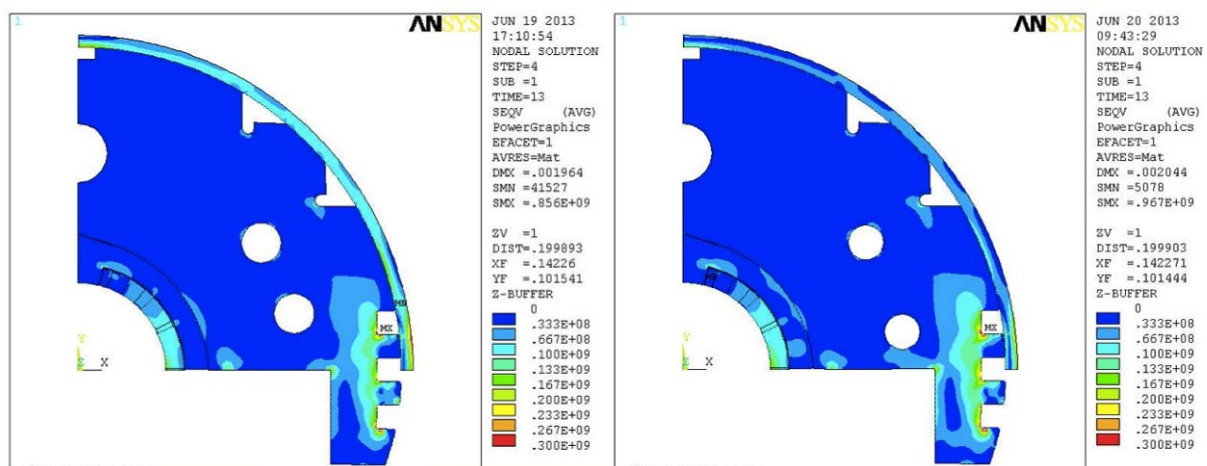 1
ANSYS
JUN 19 2013
17:10:54
NODAL SOLUTION
STEP=4
SUB =1
TIME=13
SEQV (AVG)
PowerGraphics
EFACET=1
AVRES=Mat
DMX =.001964
SMN =41527
SMX =.856E+09
ZV =1
DIST=.199893
XF =.14226
YF =.101541
Z-BUFFER
0
.333E+08
.667E+08
.100E+09
.133E+09
.167E+09
.200E+09
.233E+09
.267E+09
.300E+09
MN
MX
Y
Z X
1
ANSYS
JUN 20 2013
09:43:29
NODAL SOLUTION
STEP=4
SUB =1
TIME=13
SEQV (AVG)
PowerGraphics
EFACET=1
AVRES=Mat
DMX =.002044
SMN =5078
SMX =.967E+09
ZV =1
DIST=.199903
XF =.142271
YF =.101444
Z-BUFFER
0
.333E+08
.667E+08
.100E+09
.133E+09
.167E+09
.200E+09
.233E+09
.267E+09
.300E+09
MX
Y
Z X